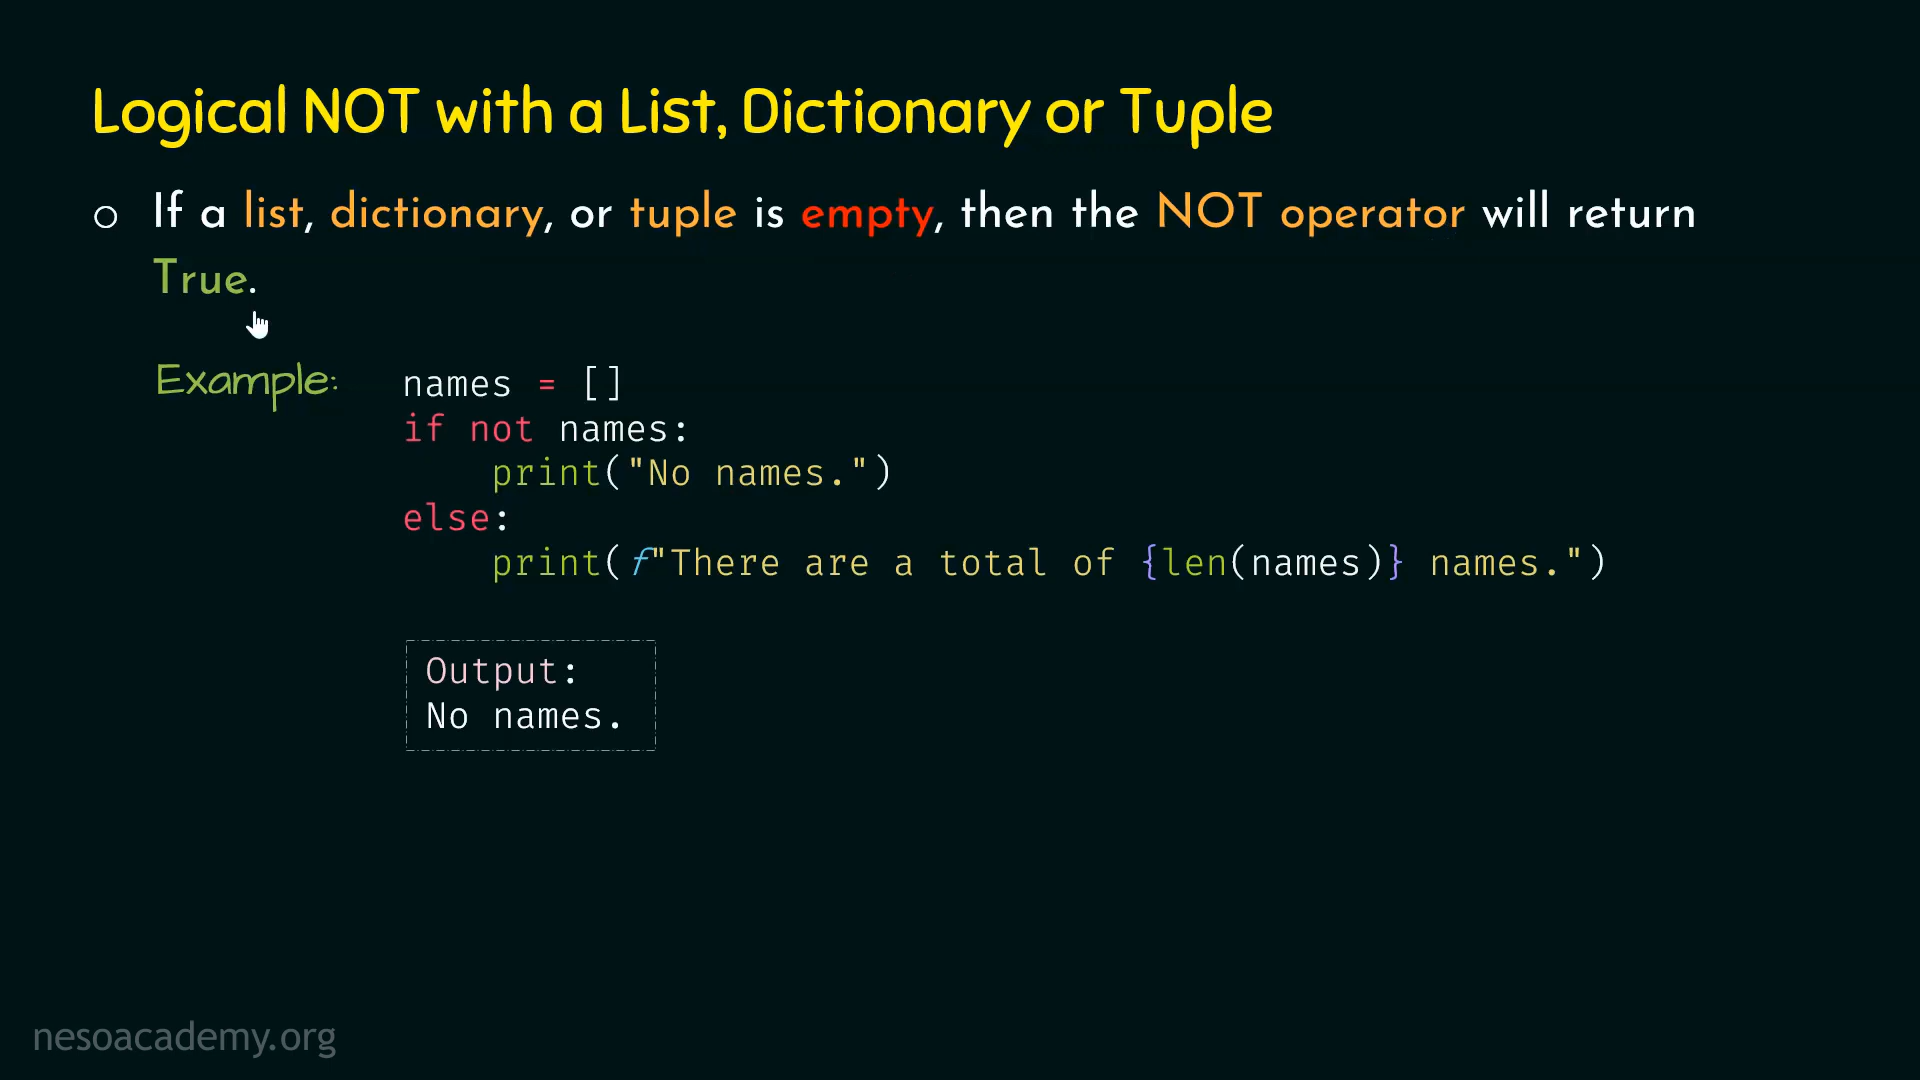 Logical NOT with a List, Dictionary or Tuple
○ If a list, dictionary, or tuple is empty, then the NOT operator will return
True.
Example: names = []
if not names:
    print("No names.")
else:
    print(f"There are a total of {len(names)} names.")
Output:
No names.
nesoacademy.org